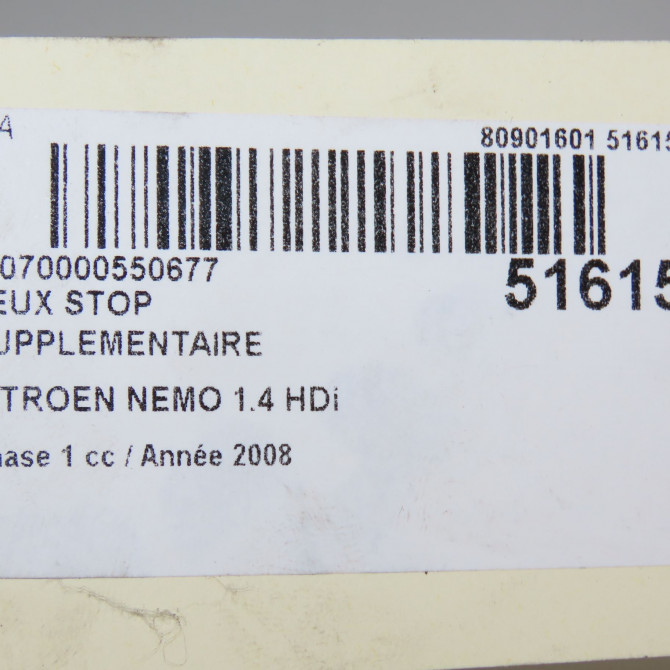 A
80901601 51615
070000550677
51615
EUX STOP
UPPLEMENTAIRE
TROEN NEMO 1.4 HDi
hase 1 cc / Année 2008